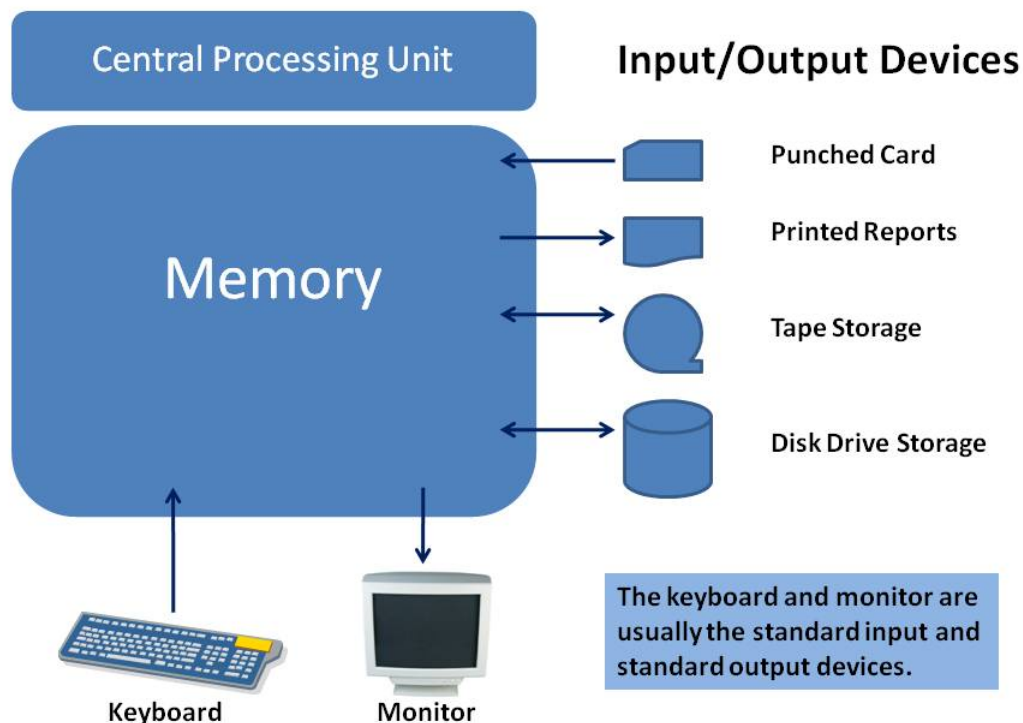 Central Processing Unit
Input/Output Devices
Memory
Punched Card
Printed Reports
Tape Storage
Disk Drive Storage
Keyboard
Monitor
The keyboard and monitor are
usually the standard input and
standard output devices.